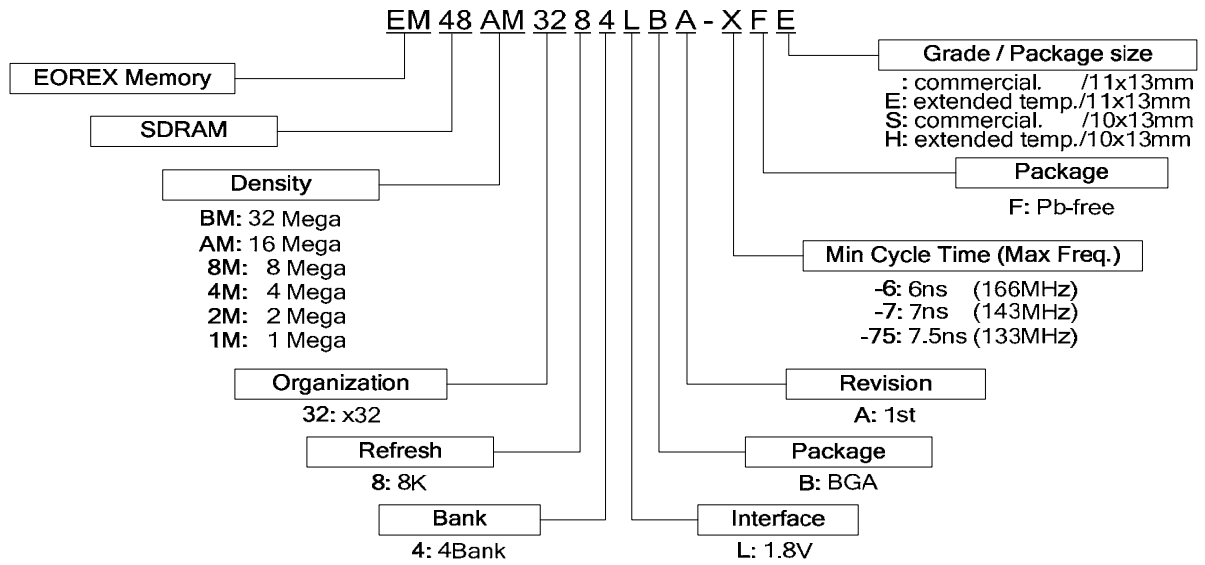 EM 48 AM 32 8 4 L B A - X F E
EOREX Memory
SDRAM
Density
BM: 32 Mega
AM: 16 Mega
8M: 8 Mega
4M: 4 Mega
2M: 2 Mega
1M: 1 Mega
Organization
32: x32
Refresh
8: 8K
Bank
4: 4Bank
Grade / Package size
: commercial. /11x13mm
E: extended temp./11x13mm
S: commercial. /10x13mm
H: extended temp./10x13mm
Package
F: Pb-free
Min Cycle Time (Max Freq.)
-6: 6ns (166MHz)
-7: 7ns (143MHz)
-75: 7.5ns (133MHz)
Revision
A: 1st
Package
B: BGA
Interface
L: 1.8V